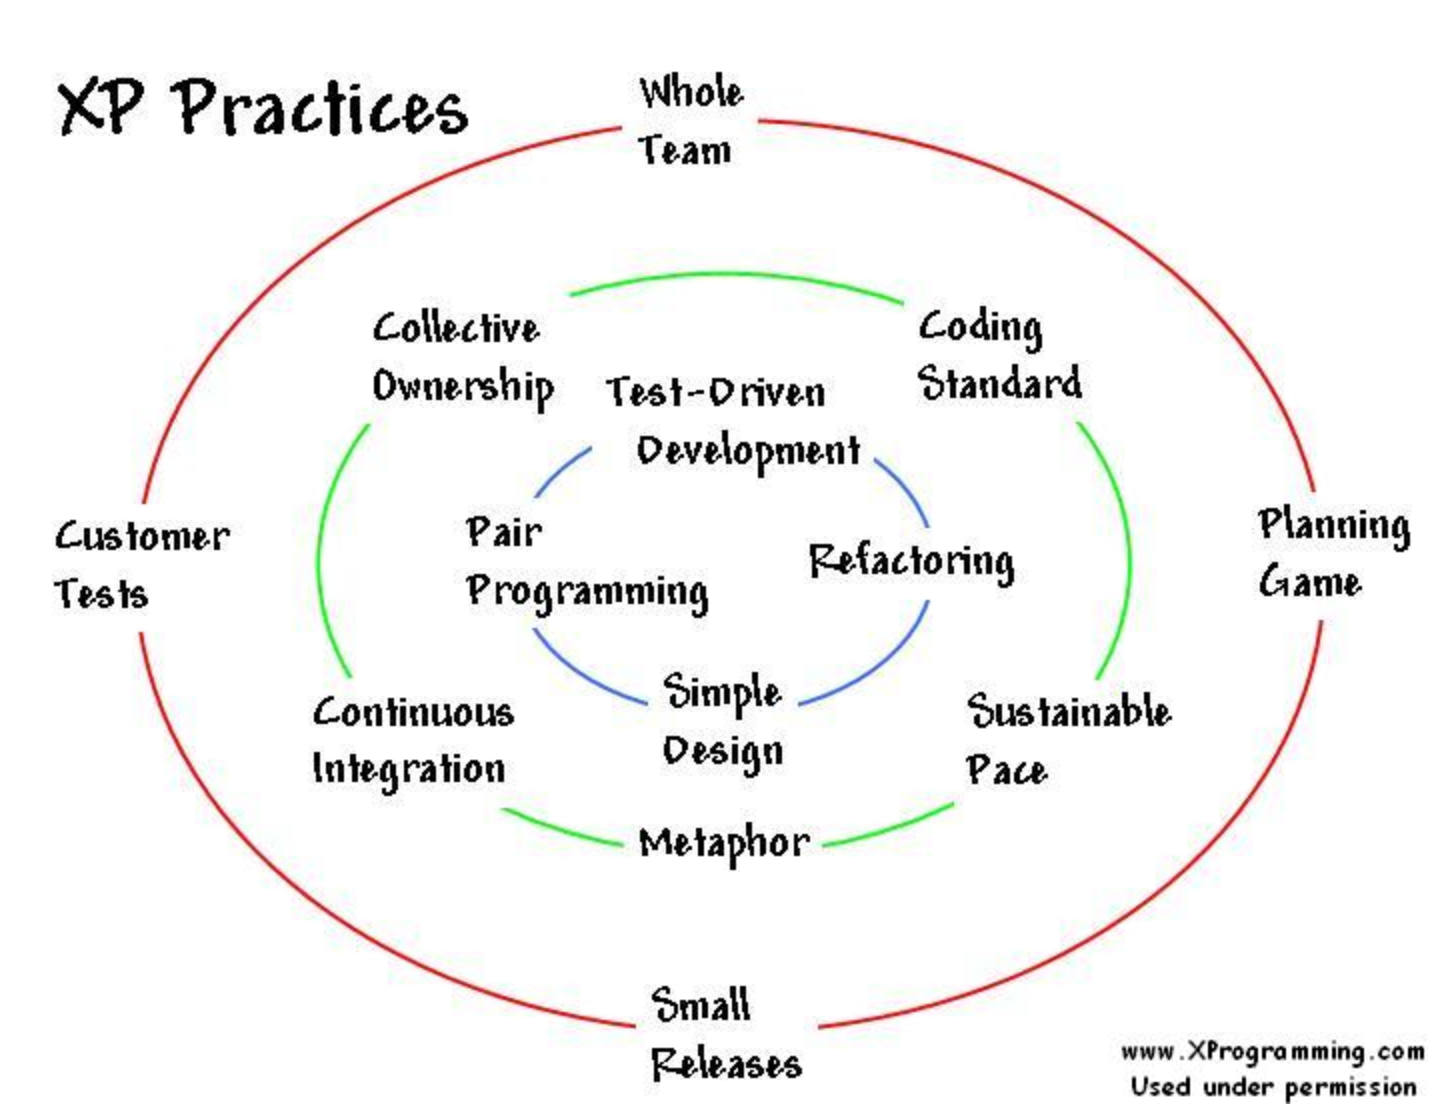 XP Practices
Whole
Team
Collective
Ownership
Coding
Standard
Test-Driven
Development
Customer
Tests
Pair
Programming
Refactoring
Planning
Game
Continuous
Integration
Simple
Design
Sustainable
Pace
Metaphor
Small
Releases
www.XProgramming.com
Used under permission